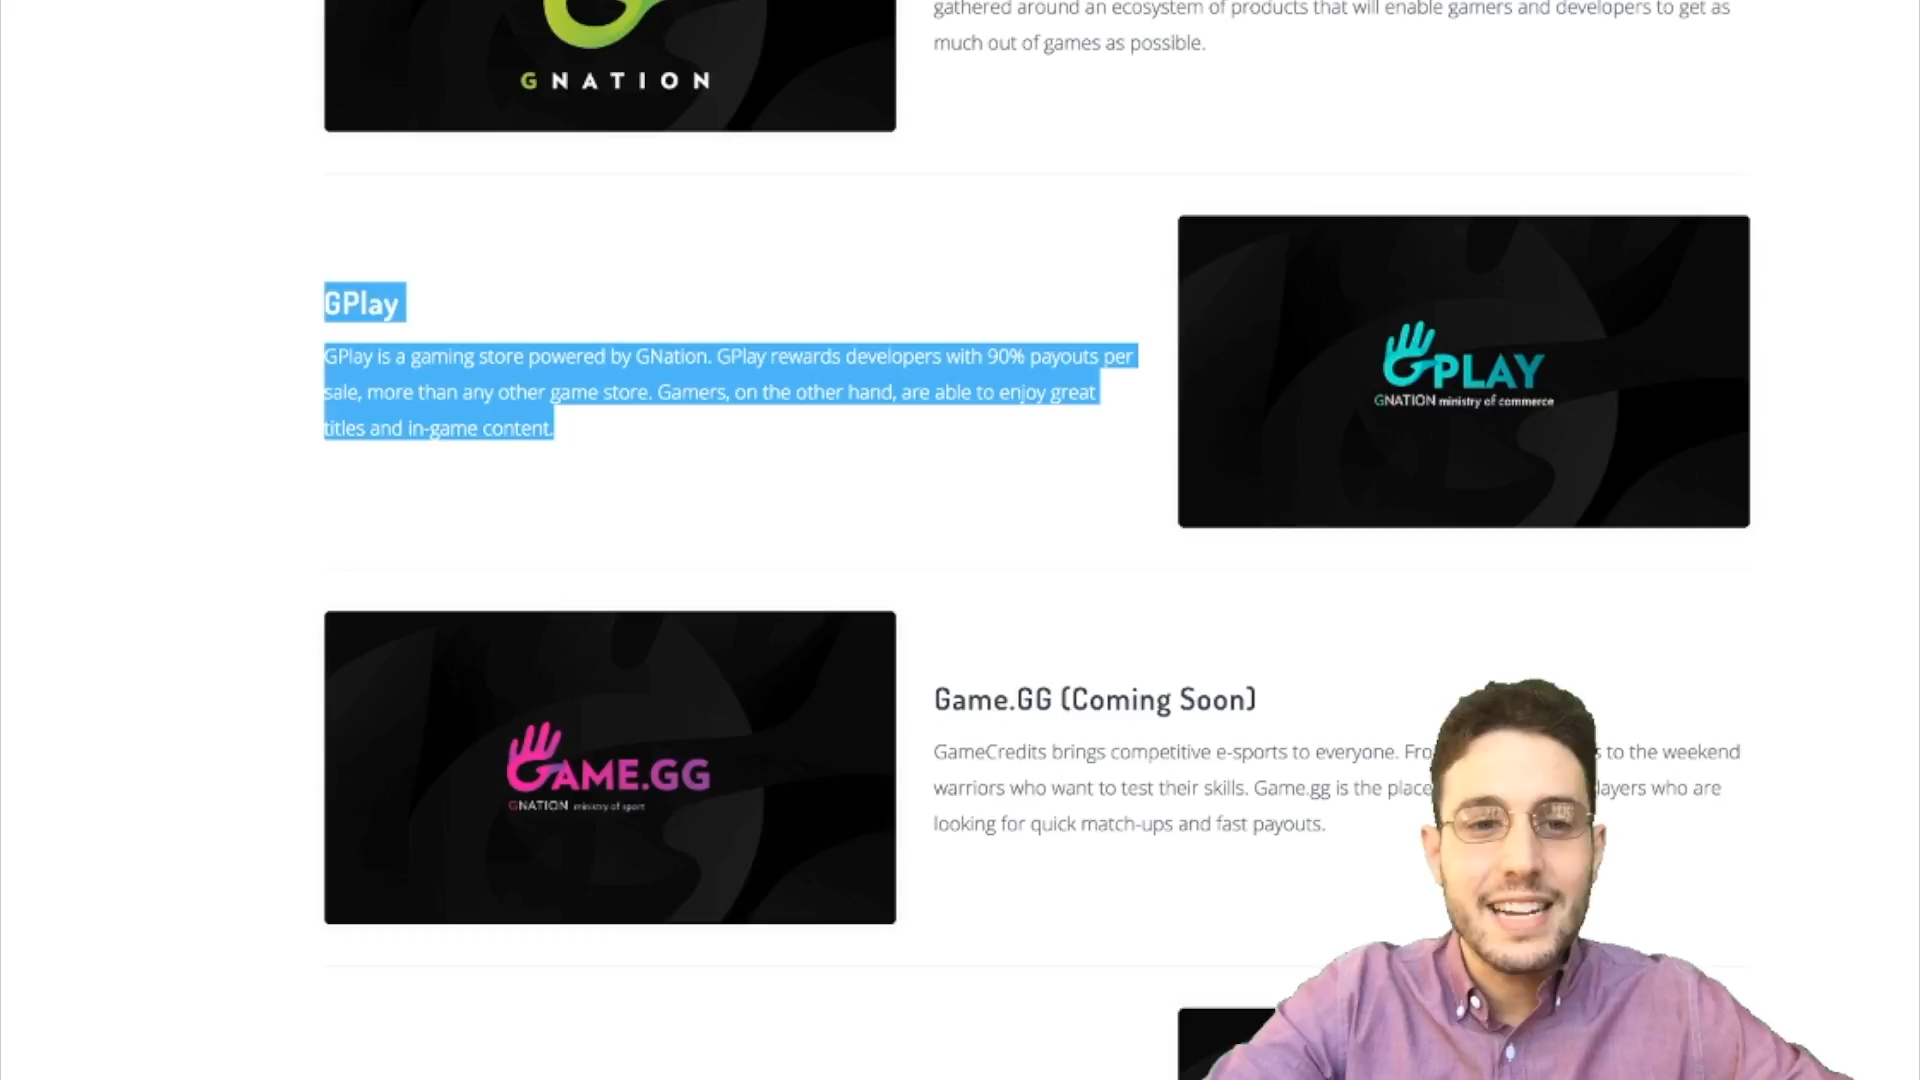 gathered around an ecosystem of products that will enable gamers and developers to get as
much out of games as possible.
GNATION
GPlay
GPlay is a gaming store powered by GNation. GPlay rewards developers with 90% payouts per
sale, more than any other game store. Gamers, on the other hand, are able to enjoy great
titles and in-game content.
GPLAY
GNATION ministry of commerce
GAME.GG
GNATION ministry of sport
Game.GG (Coming Soon)
GameCredits brings competitive e-sports to everyone. to the weekend
warriors who want to test their skills. Game.gg is the place who are
looking for quick match-ups and fast payouts.